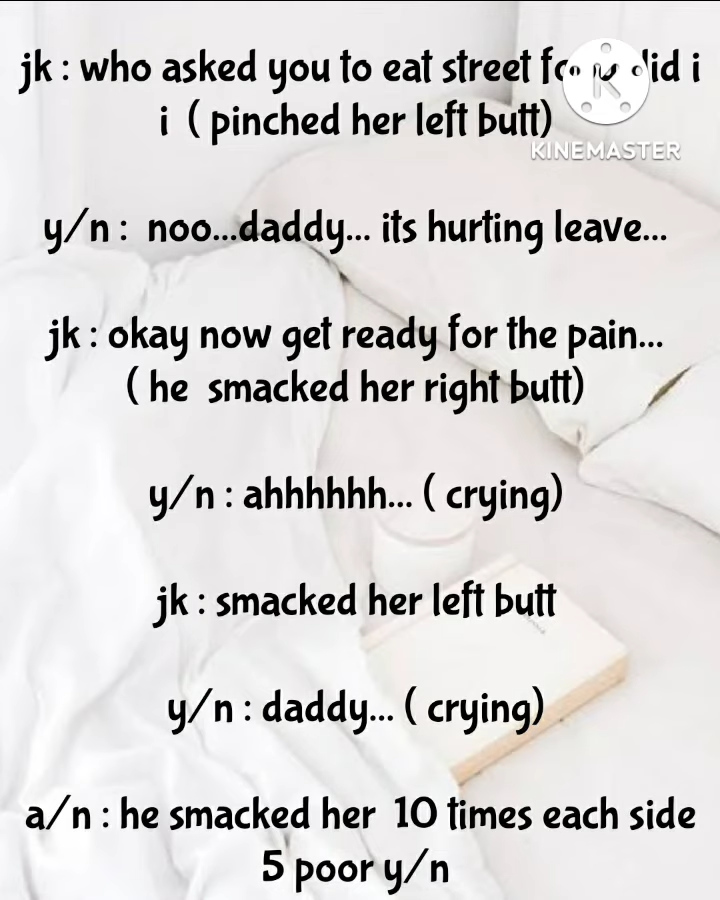 jk : who asked you to eat street did i
i ( pinched her left butt)
KINEMASTER
y/n : noo...daddy... its hurting leave...
jk : okay now get ready for the pain...
( he smacked her right butt)
y/n : ahhhhhh... ( crying)
jk : smacked her left butt
y/n : daddy... ( crying)
a/n : he smacked her 10 times each side
5 poor y/n